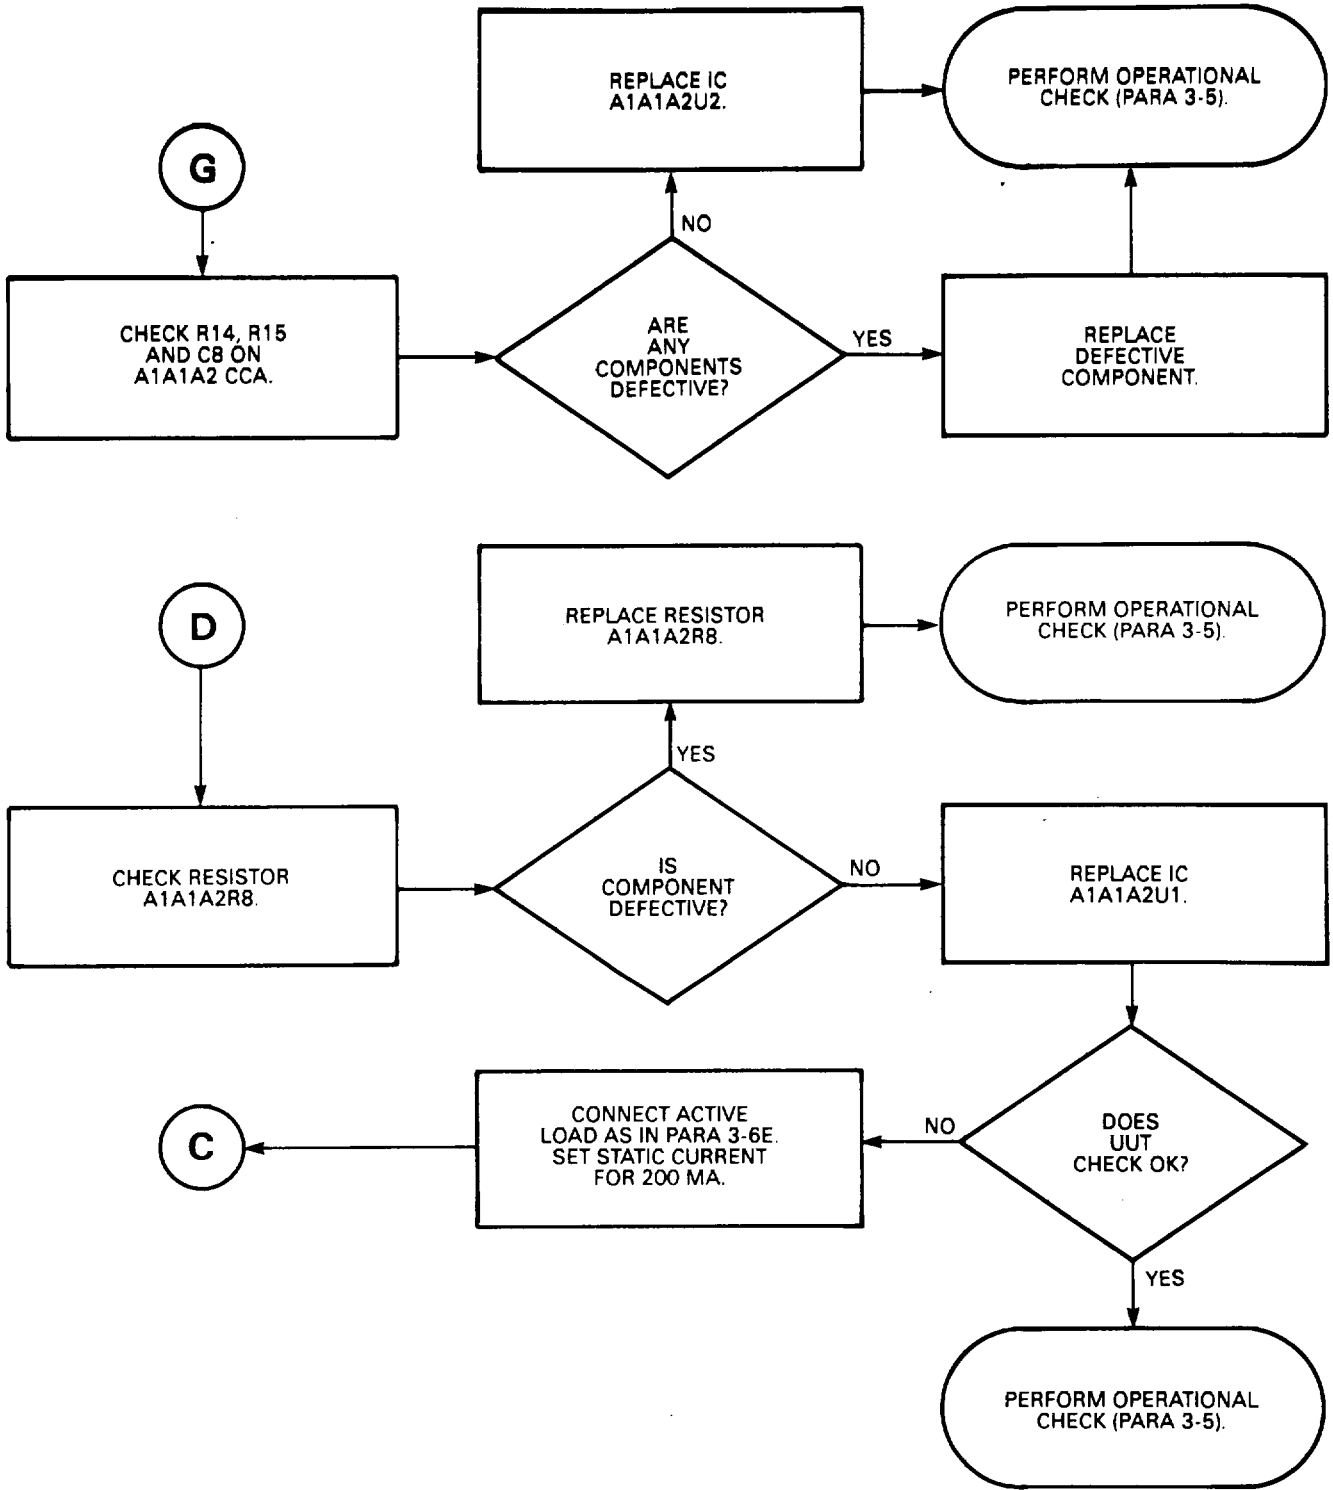 REPLACE IC
A1A1A2U2.
PERFORM OPERATIONAL
CHECK (PARA 3-5).
G
NO
CHECK R14, R15
AND C8 ON
A1A1A2 CCA.
ARE
ANY
COMPONENTS
DEFECTIVE?
YES
REPLACE
DEFECTIVE
COMPONENT.
D
REPLACE RESISTOR
A1A1A2R8.
PERFORM OPERATIONAL
CHECK (PARA 3-5).
YES
CHECK RESISTOR
A1A1A2R8.
IS
COMPONENT
DEFECTIVE?
NO
REPLACE IC
A1A1A2U1.
C
CONNECT ACTIVE
LOAD AS IN PARA 3-6E.
SET STATIC CURRENT
FOR 200 MA.
NO
DOES
UUT
CHECK OK?
YES
PERFORM OPERATIONAL
CHECK (PARA 3-5).